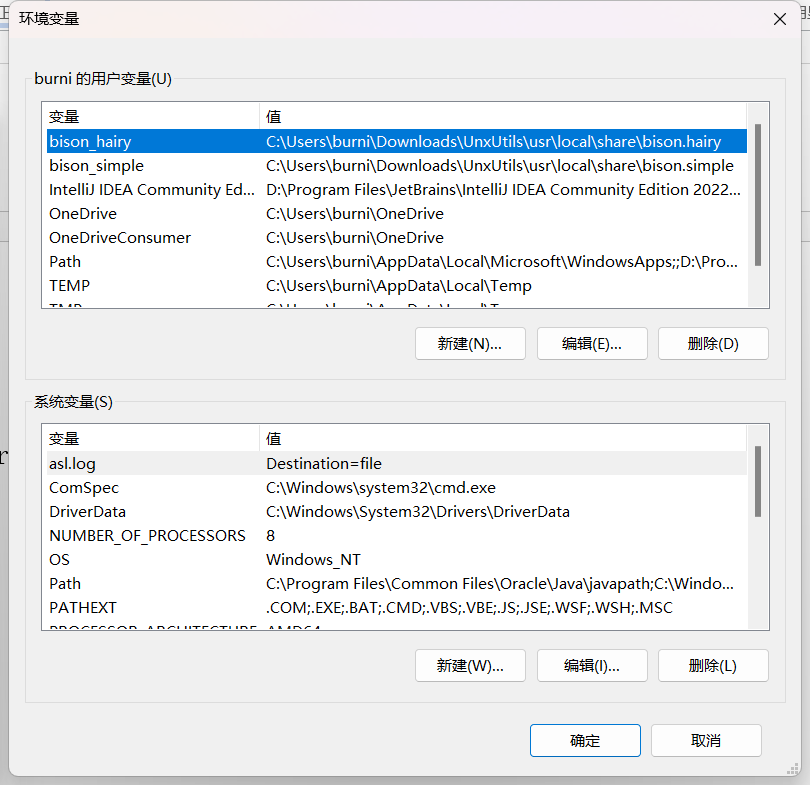 环境变量
burni 的用户变量(U)
变量 值
bison_hairy C:\Users\burni\Downloads\UnxUtils\usr\local\share\bison.hairy
bison_simple C:\Users\burni\Downloads\UnxUtils\usr\local\share\bison.simple
IntelliJ IDEA Community Ed... D:\Program Files\JetBrains\IntelliJ IDEA Community Edition 2022...
OneDrive C:\Users\burni\OneDrive
OneDriveConsumer C:\Users\burni\OneDrive
Path C:\Users\burni\AppData\Local\Microsoft\WindowsApps;;D:\Pro...
TEMP C:\Users\burni\AppData\Local\Temp
新建(N)... 编辑(E)... 删除(D)
系统变量(S)
变量 值
asl.log Destination=file
ComSpec C:\Windows\system32\cmd.exe
DriverData C:\Windows\System32\Drivers\DriverData
NUMBER_OF_PROCESSORS 8
OS Windows_NT
Path C:\Program Files\Common Files\Oracle\Java\javapath;C:\Windo...
PATHEXT .COM;.EXE;.BAT;.CMD;.VBS;.VBE;.JS;.JSE;.WSF;.WSH;.MSC
PROCESSOR_ARCHITECTURE AMD64
新建(W)... 编辑(I)... 删除(L)
确定 取消